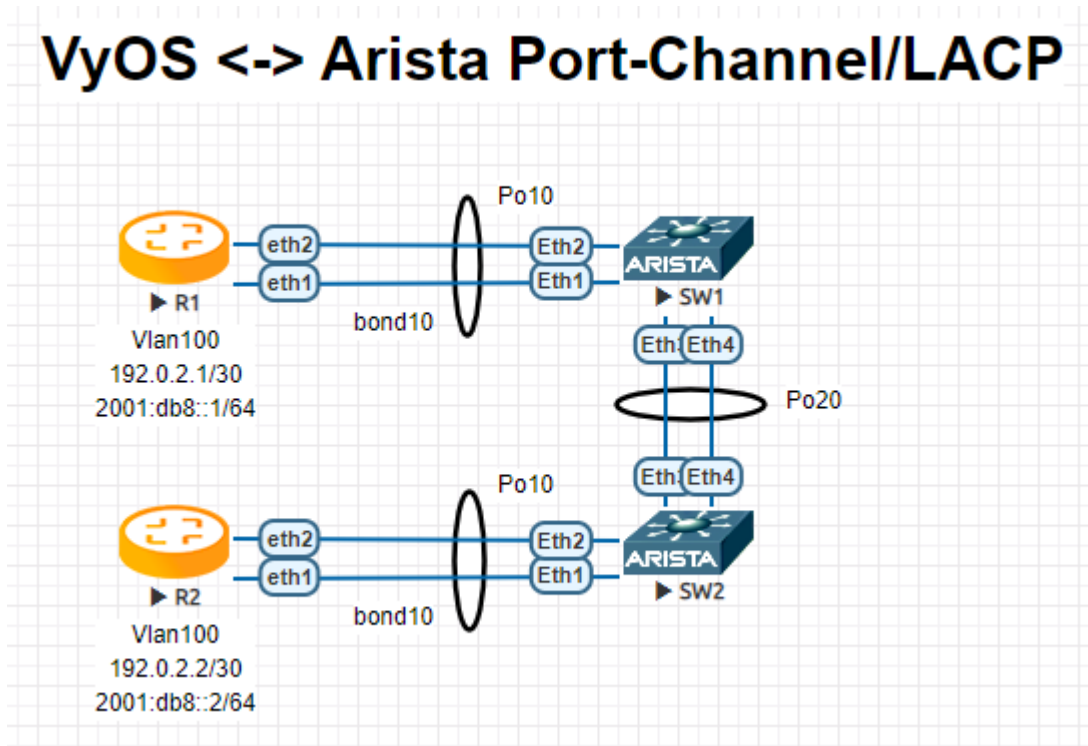 VyOS <-> Arista Port-Channel/LACP
Po10
eth2
Eth2
eth1
Eth1
ARISTA
R1
SW1
bond10
Vlan100
192.0.2.1/30
2001:db8::1/64
Eth4
Po20
Eth4
Po10
eth2
Eth2
eth1
Eth1
ARISTA
R2
SW2
bond10
Vlan100
192.0.2.2/30
2001:db8::2/64